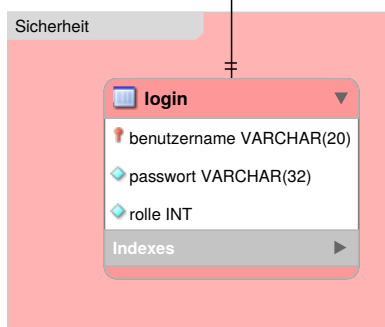 Sicherheit
login
benutzername VARCHAR(20)
passwort VARCHAR(32)
rolle INT
Indexes